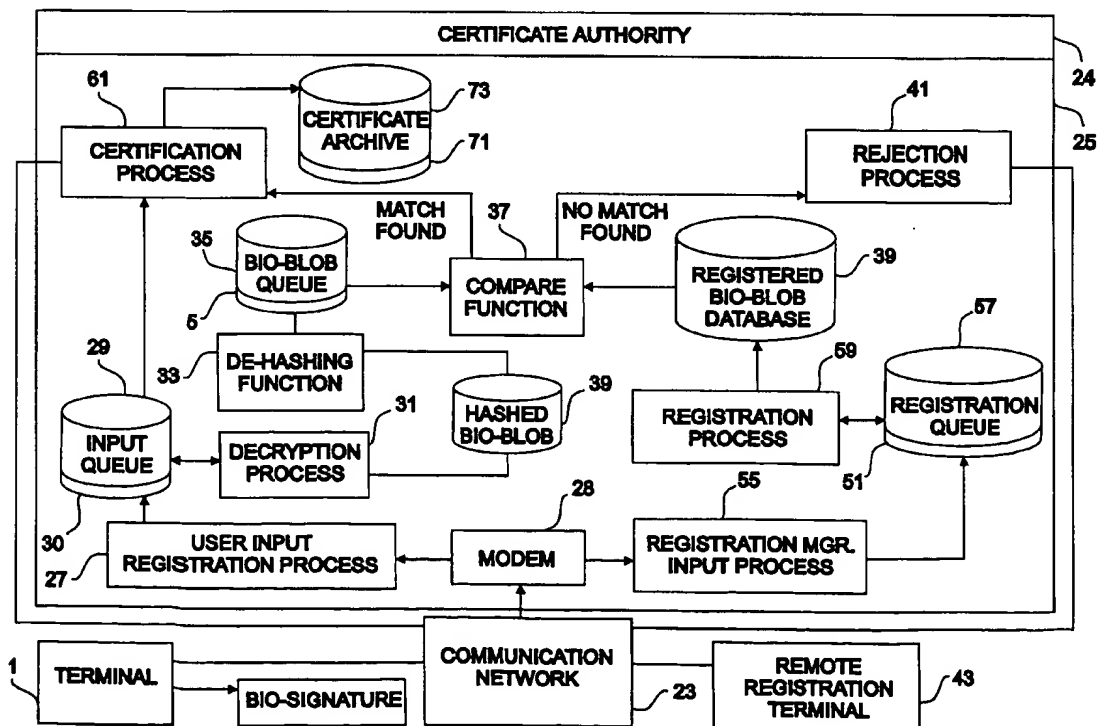 CERTIFICATE AUTHORITY
24
25
61
73
41
CERTIFICATE
ARCHIVE
71
CERTIFICATION
PROCESS
REJECTION
PROCESS
MATCH
FOUND
37
NO MATCH
FOUND
35
BIO-BLOB
QUEUE
5
COMPARE
FUNCTION
REGISTERED
BIO-BLOB
DATABASE
39
57
29
33
DE-HASHING
FUNCTION
59
31
HASHED
BIO-BLOB
39
REGISTRATION
PROCESS
REGISTRATION
QUEUE
51
INPUT
QUEUE
30
DECRYPTION
PROCESS
28
55
27
USER INPUT
REGISTRATION PROCESS
MODEM
REGISTRATION MGR.
INPUT PROCESS
1
TERMINAL
BIO-SIGNATURE
COMMUNICATION
NETWORK
23
REMOTE
REGISTRATION
TERMINAL
43